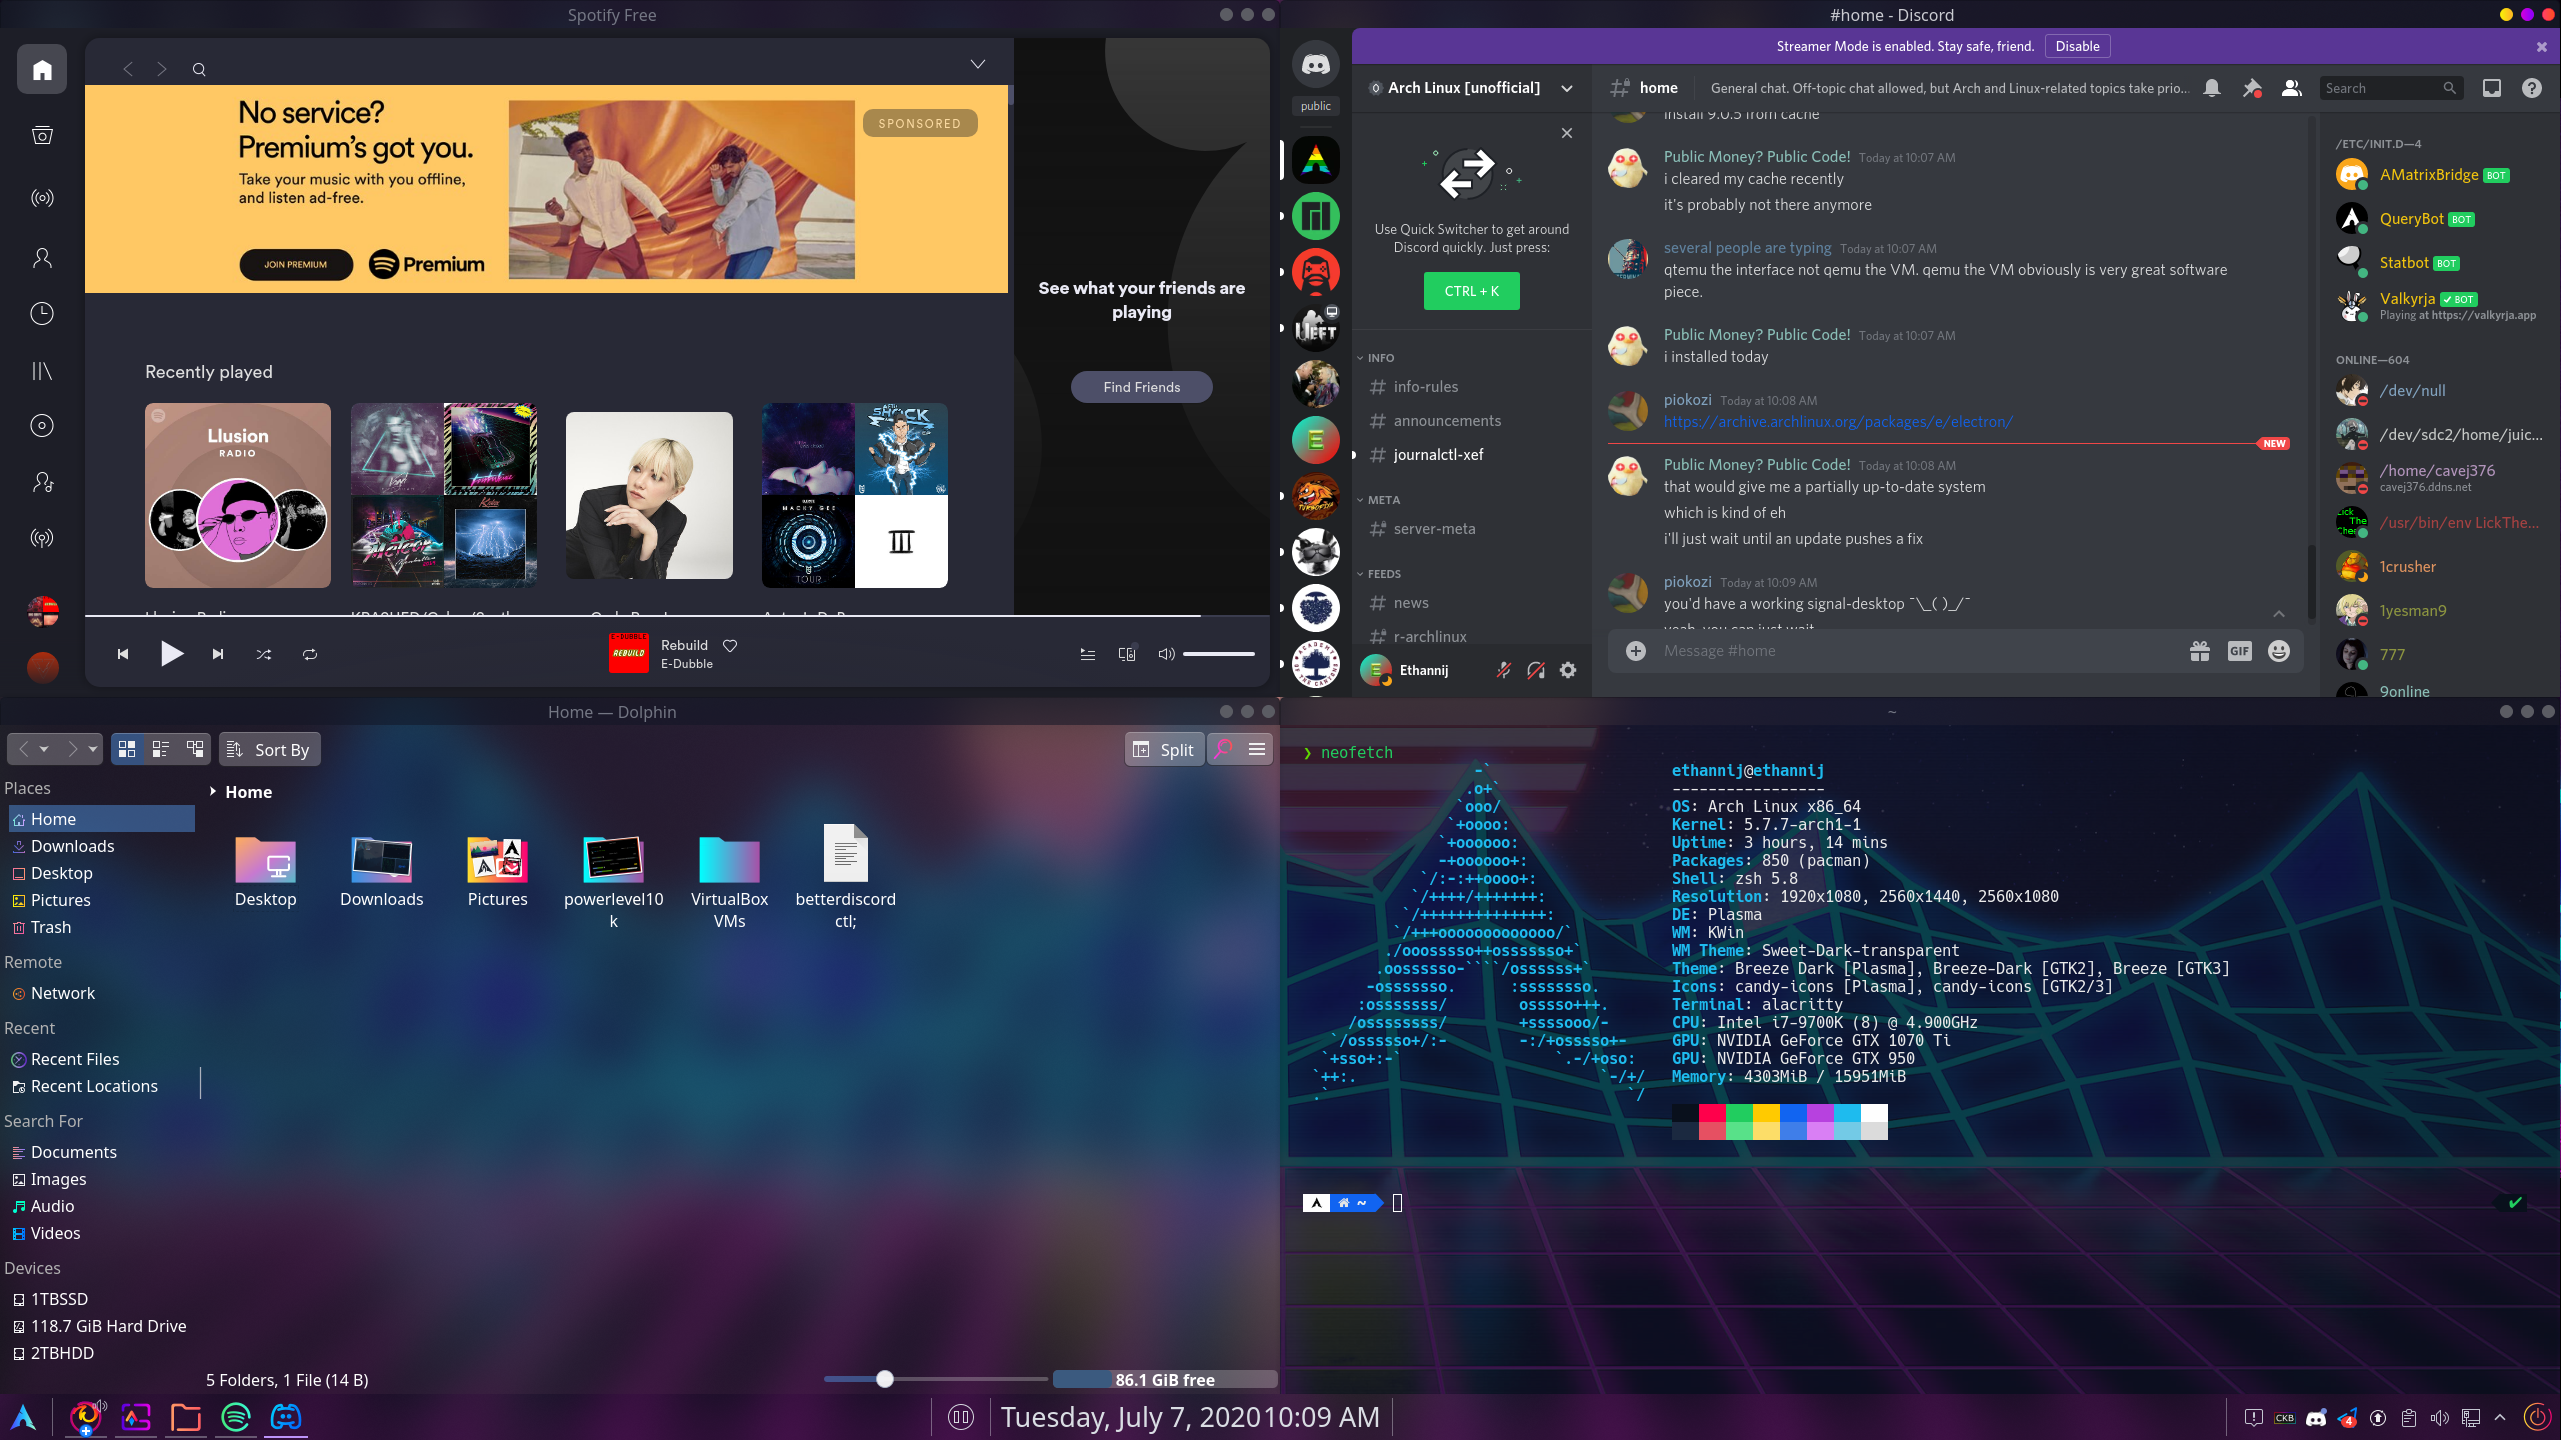 Spotify Free
No service?
Premium's got you.
Take your music with you offline,
and listen ad-free.
JOIN PREMIUM
Premium
SPONSORED
See what your friends are
playing
Find Friends
Recently played
Llusion
RADIO
SHOCK
Meteor
MACKY GEE
TOUR
III
E-DUBBLE
REBUILD
Rebuild
E-Dubble
#home - Discord
Streamer Mode is enabled. Stay safe, friend.
Disable
public
Arch Linux [unofficial]
home
General chat. Off-topic chat allowed, but Arch and Linux-related topics take prio...
Search
Use Quick Switcher to get around
Discord quickly. Just press:
CTRL + K
INFO
info-rules
announcements
journalctl-xef
META
server-meta
FEEDS
news
r-archlinux
Ethannij
install 9.0.5 from cache
Public Money? Public Code! Today at 10:07 AM
i cleared my cache recently
it's probably not there anymore
several people are typing Today at 10:07 AM
qtemu the interface not qemu the VM. qemu the VM obviously is very great software
piece.
Public Money? Public Code! Today at 10:07 AM
i installed today
piokozi Today at 10:08 AM
https://archive.archlinux.org/packages/e/electron/
NEW
Public Money? Public Code! Today at 10:08 AM
that would give me a partially up-to-date system
which is kind of eh
i'll just wait until an update pushes a fix
piokozi Today at 10:09 AM
you'd have a working signal-desktop ¯\_( )_/¯
yeah, you can just wait
Message #home
GIF
/ETC/INIT.D—4
AMatrixBridge BOT
QueryBot BOT
Statbot BOT
Valkyrja ✔ BOT
Playing at https://valkyrja.app
ONLINE—604
/dev/null
/dev/sdc2/home/juic...
/home/cavej376
cavej376.ddns.net
/usr/bin/env LickThe...
1crusher
1yesman9
777
9online
Home — Dolphin
Sort By
Split
Places
Home
Downloads
Desktop
Pictures
Trash
Remote
Network
Recent
Recent Files
Recent Locations
Search For
Documents
Images
Audio
Videos
Devices
1TBSSD
118.7 GiB Hard Drive
2TBHDD
Home
Desktop
Downloads
Pictures
powerlevel10
k
VirtualBox
VMs
betterdiscord
ctl;
5 Folders, 1 File (14 B)
86.1 GiB free
~
❯ neofetch
ethannij@ethannij
-----------------
OS: Arch Linux x86_64
Kernel: 5.7.7-arch1-1
Uptime: 3 hours, 14 mins
Packages: 850 (pacman)
Shell: zsh 5.8
Resolution: 1920x1080, 2560x1440, 2560x1080
DE: Plasma
WM: KWin
WM Theme: Sweet-Dark-transparent
Theme: Breeze Dark [Plasma], Breeze-Dark [GTK2], Breeze [GTK3]
Icons: candy-icons [Plasma], candy-icons [GTK2/3]
Terminal: alacritty
CPU: Intel i7-9700K (8) @ 4.900GHz
GPU: NVIDIA GeForce GTX 1070 Ti
GPU: NVIDIA GeForce GTX 950
Memory: 4303MiB / 15951MiB
~
Tuesday, July 7, 2020 10:09 AM
CKB
4